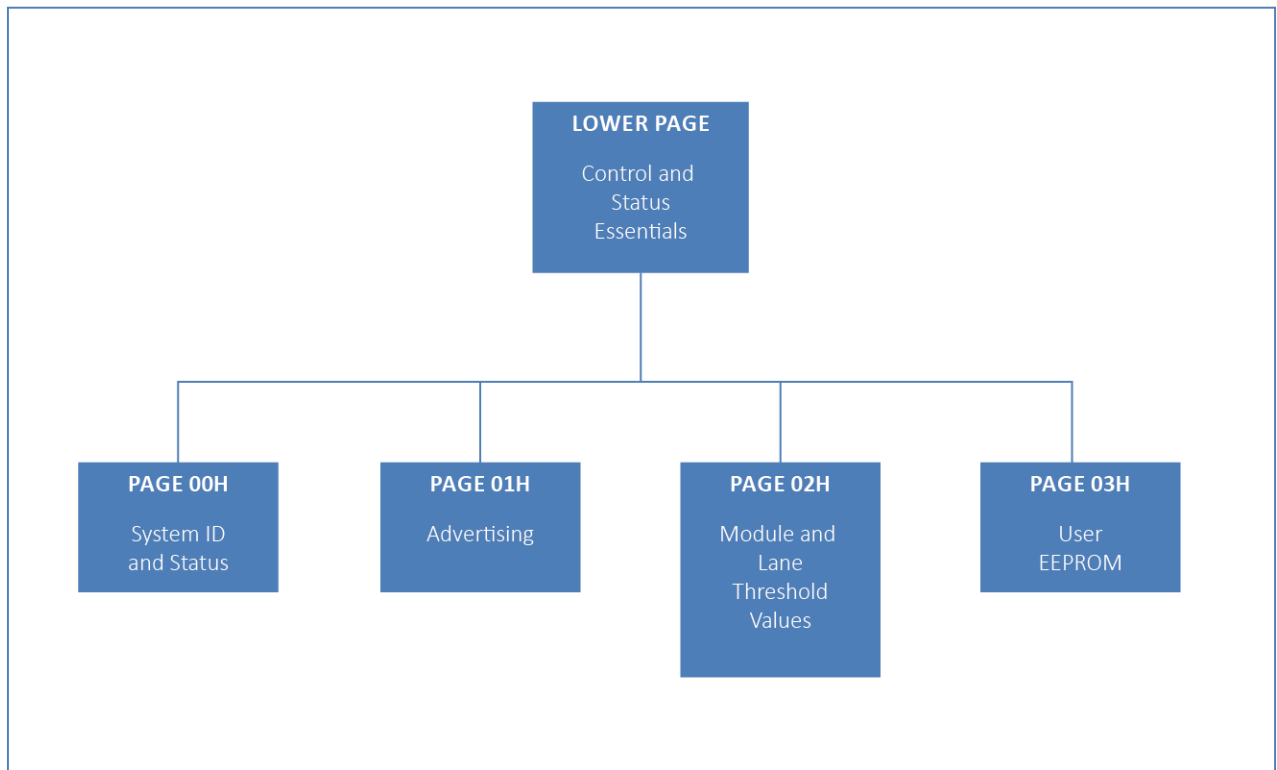 LOWER PAGE
Control and
Status
Essentials
PAGE 00H
System ID
and Status
PAGE 01H
Advertising
PAGE 02H
Module and
Lane
Threshold
Values
PAGE 03H
User
EEPROM